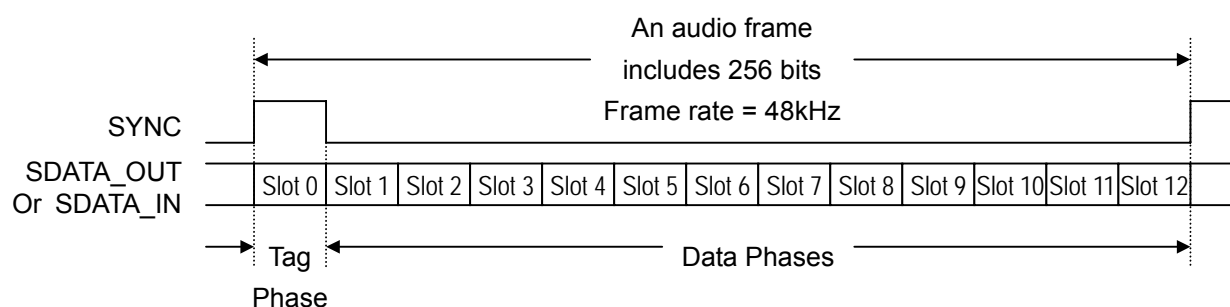 An audio frame
includes 256 bits
Frame rate = 48kHz
SYNC
SDATA_OUT
Or SDATA_IN
Slot 0 Slot 1 Slot 2 Slot 3 Slot 4 Slot 5 Slot 6 Slot 7 Slot 8 Slot 9 Slot 10 Slot 11 Slot 12
Tag
Phase
Data Phases